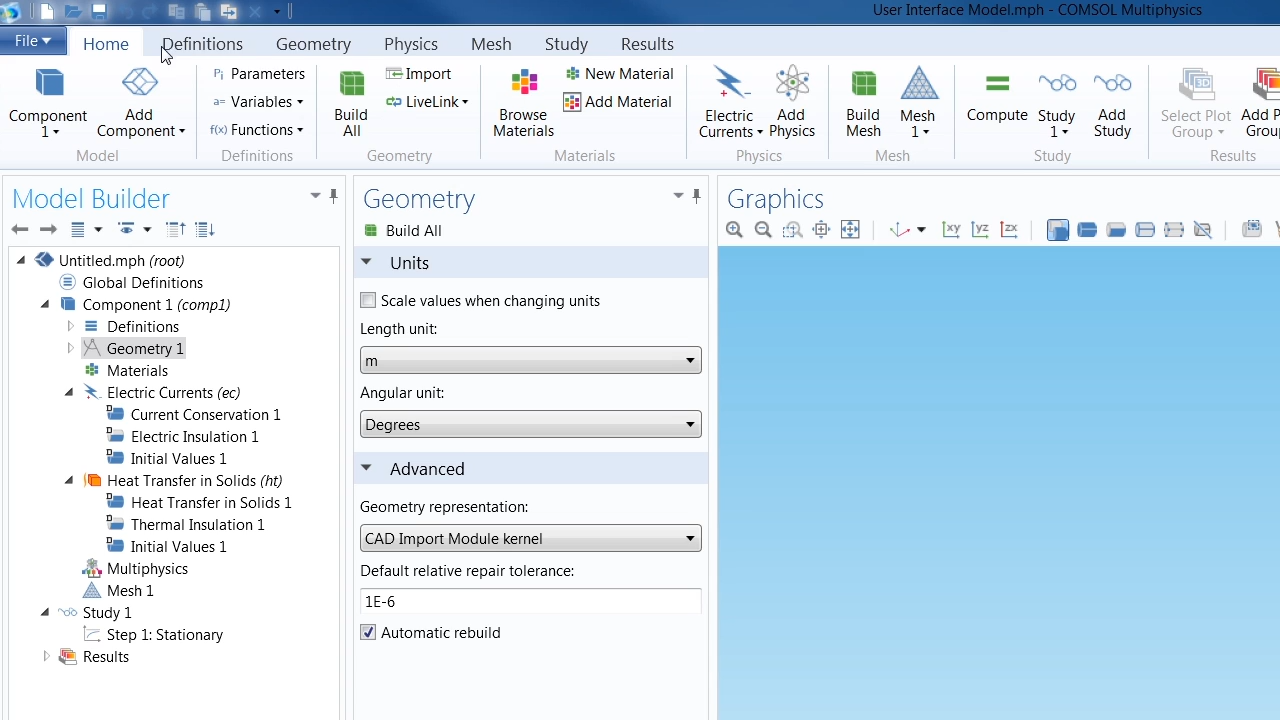 User Interface Model.mph - COMSOL Multiphysics
File Home Definitions Geometry Physics Mesh Study Results
Component 1
Add Component
Model
Pi Parameters
a= Variables
f(x) Functions
Definitions
Build All
Import
LiveLink
Geometry
Browse Materials
New Material
Add Material
Materials
Electric Currents
Add Physics
Physics
Build Mesh
Mesh 1
Mesh
Compute
Study 1
Add Study
Study
Select Plot Group
3D
Results
Model Builder
Untitled.mph (root)
Global Definitions
Component 1 (comp1)
Definitions
Geometry 1
Materials
Electric Currents (ec)
Current Conservation 1
Electric Insulation 1
Initial Values 1
Heat Transfer in Solids (ht)
Heat Transfer in Solids 1
Thermal Insulation 1
Initial Values 1
Multiphysics
Mesh 1
Study 1
Step 1: Stationary
Results
Geometry
Build All
Units
Scale values when changing units
Length unit:
m
Angular unit:
Degrees
Advanced
Geometry representation:
CAD Import Module kernel
Default relative repair tolerance:
1E-6
Automatic rebuild
Graphics
xy yz zx